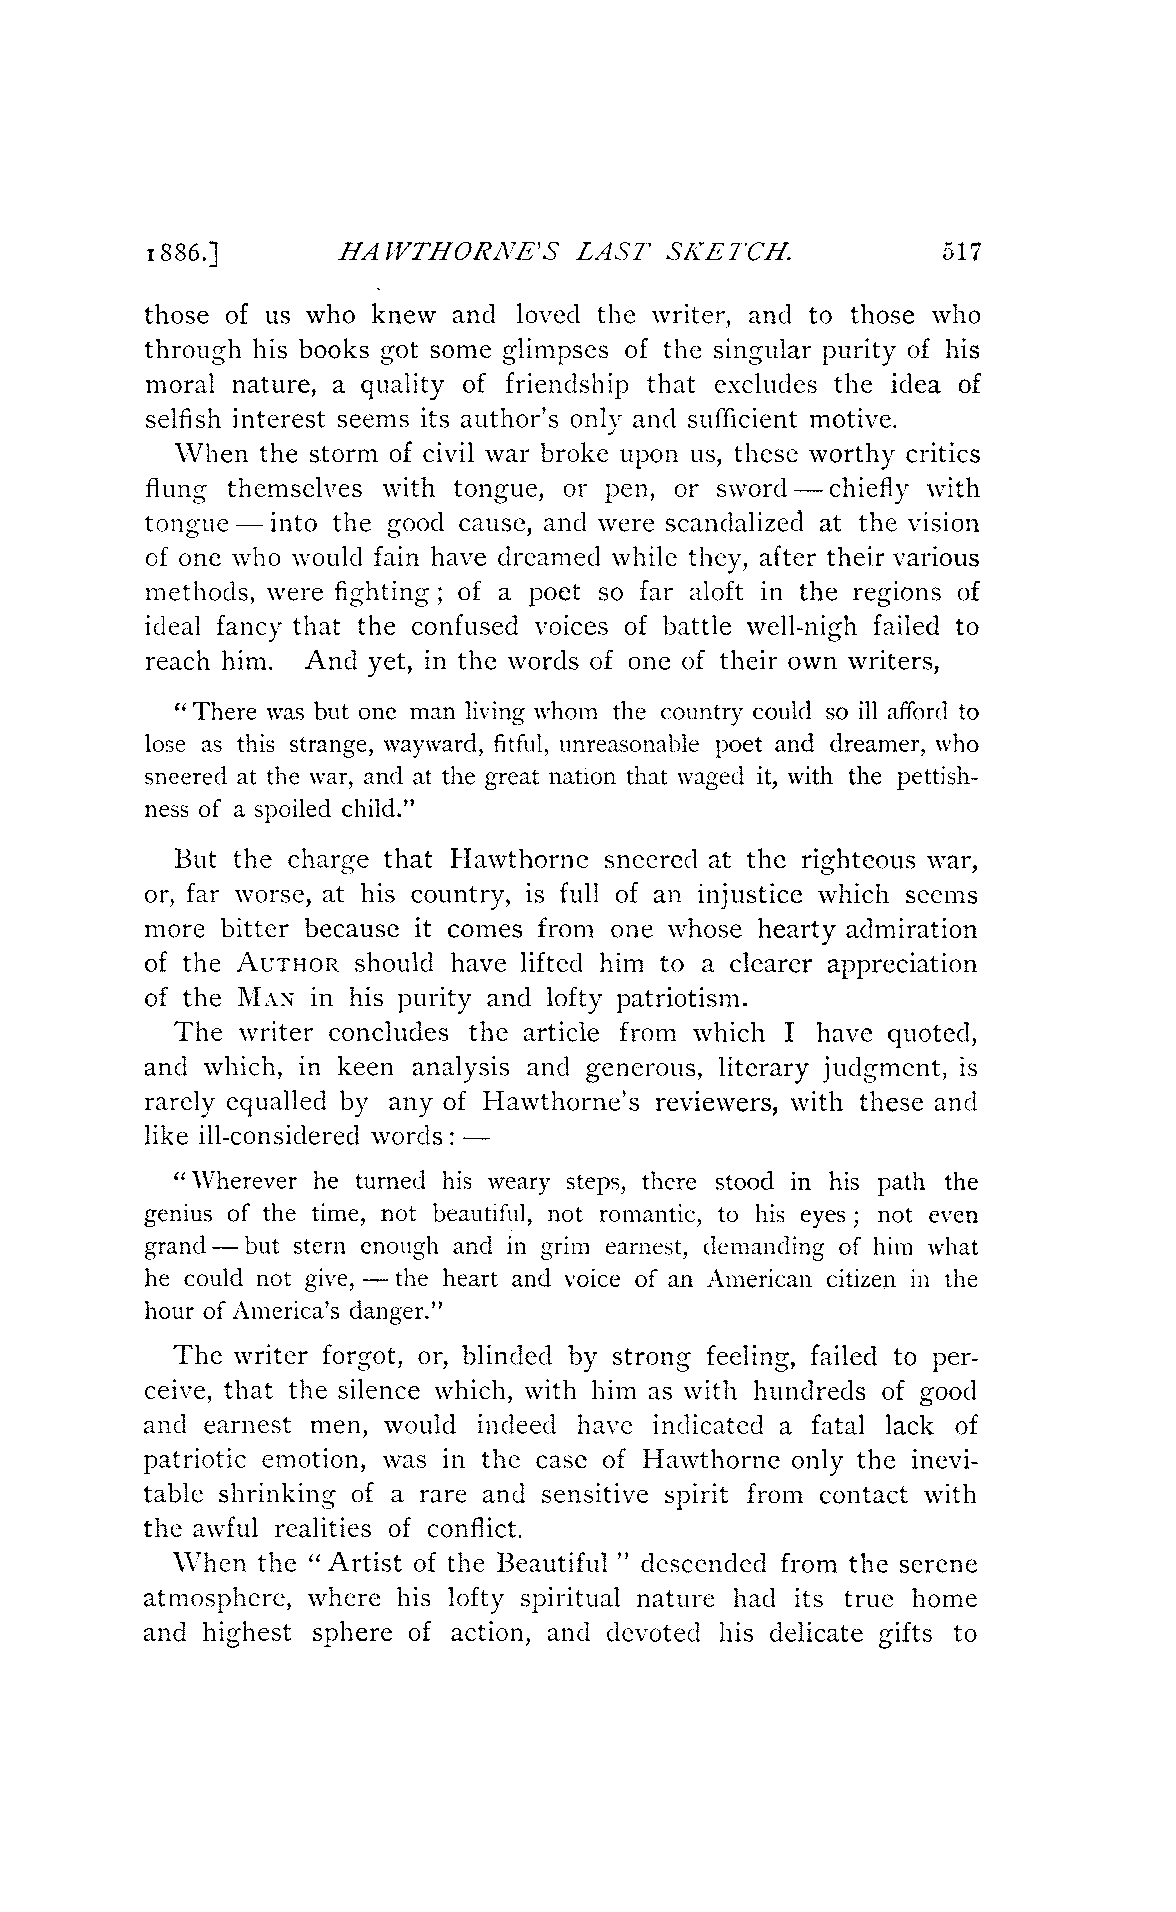 1886.] HAWTHORNE'S LAST SKETCH. 517
those of us who knew and loved the writer, and to those who
through his books got some glimpses of the singular purity of his
moral nature, a quality of friendship that excludes the idea of
selfish interest seems its author's only and sufficient motive.
When the storm of civil war broke upon us, these worthy critics
flung themselves with tongue, or pen, or sword — chiefly with
tongue — into the good cause, and were scandalized at the vision
of one who would fain have dreamed while they, after their various
methods, were fighting; of a poet so far aloft in the regions of
ideal fancy that the confused voices of battle well-nigh failed to
reach him. And yet, in the words of one of their own writers,
"There was but one man living whom the country could so ill afford to
lose as this strange, wayward, fitful, unreasonable poet and dreamer, who
sneered at the war, and at the great nation that waged it, with the pettish-
ness of a spoiled child."
But the charge that Hawthorne sneered at the righteous war,
or, far worse, at his country, is full of an injustice which seems
more bitter because it comes from one whose hearty admiration
of the AUTHOR should have lifted him to a clearer appreciation
of the MAN in his purity and lofty patriotism.
The writer concludes the article from which I have quoted,
and which, in keen analysis and generous, literary judgment, is
rarely equalled by any of Hawthorne's reviewers, with these and
like ill-considered words: —
"Wherever he turned his weary steps, there stood in his path the
genius of the time, not beautiful, not romantic, to his eyes; not even
grand — but stern enough and in grim earnest, demanding of him what
he could not give, — the heart and voice of an American citizen in the
hour of America's danger."
The writer forgot, or, blinded by strong feeling, failed to per-
ceive, that the silence which, with him as with hundreds of good
and earnest men, would indeed have indicated a fatal lack of
patriotic emotion, was in the case of Hawthorne only the inevi-
table shrinking of a rare and sensitive spirit from contact with
the awful realities of conflict.
When the "Artist of the Beautiful" descended from the serene
atmosphere, where his lofty spiritual nature had its true home
and highest sphere of action, and devoted his delicate gifts to